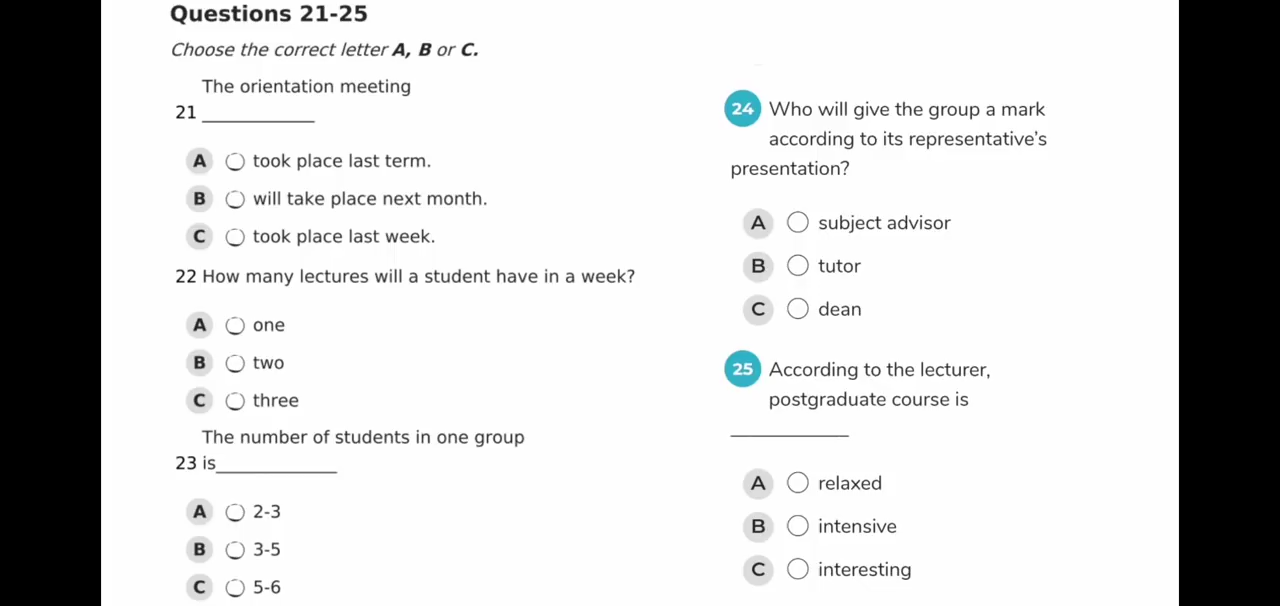 Questions 21-25
Choose the correct letter A, B or C.
The orientation meeting
21 ____________
A took place last term.
B will take place next month.
C took place last week.
22 How many lectures will a student have in a week?
A one
B two
C three
The number of students in one group
23 is_____________
A 2-3
B 3-5
C 5-6
24 Who will give the group a mark
according to its representative's
presentation?
A subject advisor
B tutor
C dean
25 According to the lecturer,
postgraduate course is
____________
A relaxed
B intensive
C interesting